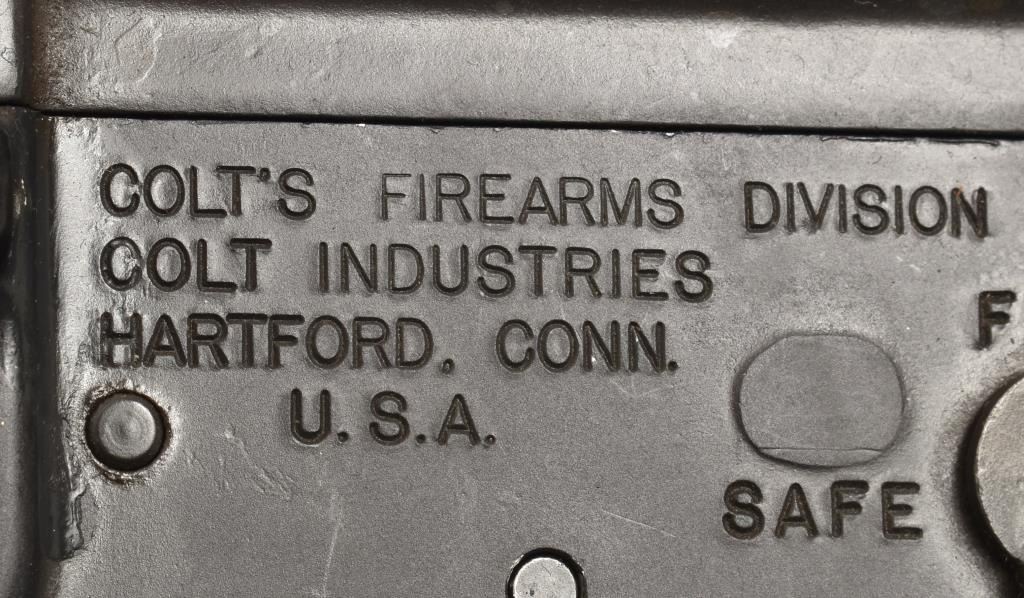 COLT'S FIREARMS DIVISION
COLT INDUSTRIES
HARTFORD, CONN.
U.S.A.
SAFE
F